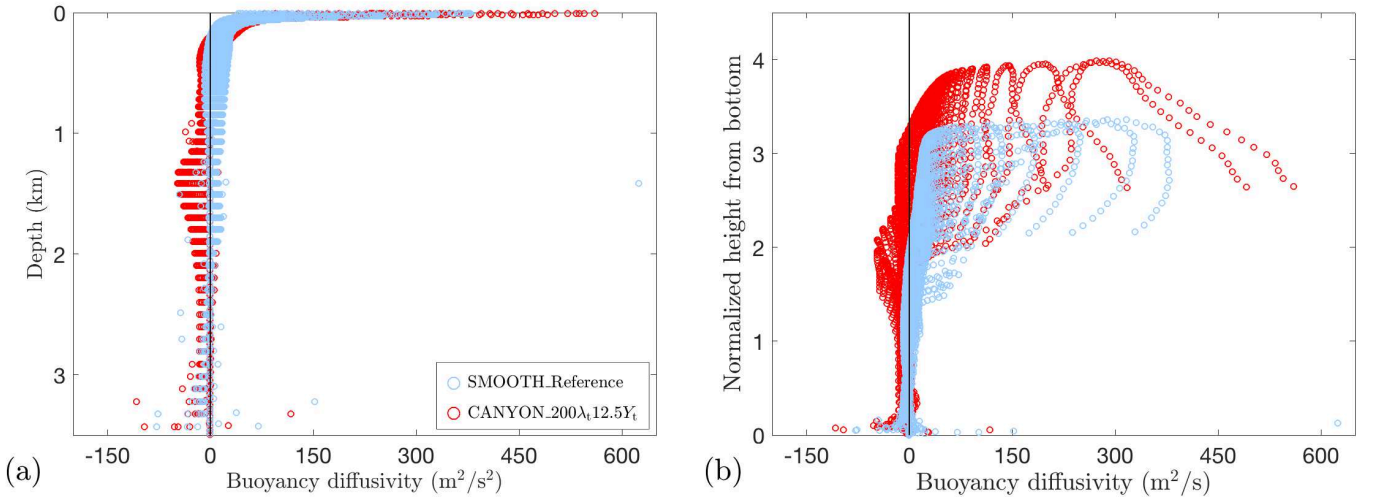 0
1
2
3
Depth (km)
-150
0
150
300
450
600
Buoyancy diffusivity (m²/s²)
SMOOTH_Reference
CANYON_200λₜ12.5Yₜ
(a)
4
3
2
1
0
Normalized height from bottom
-150
0
150
300
450
600
Buoyancy diffusivity (m²/s)
(b)